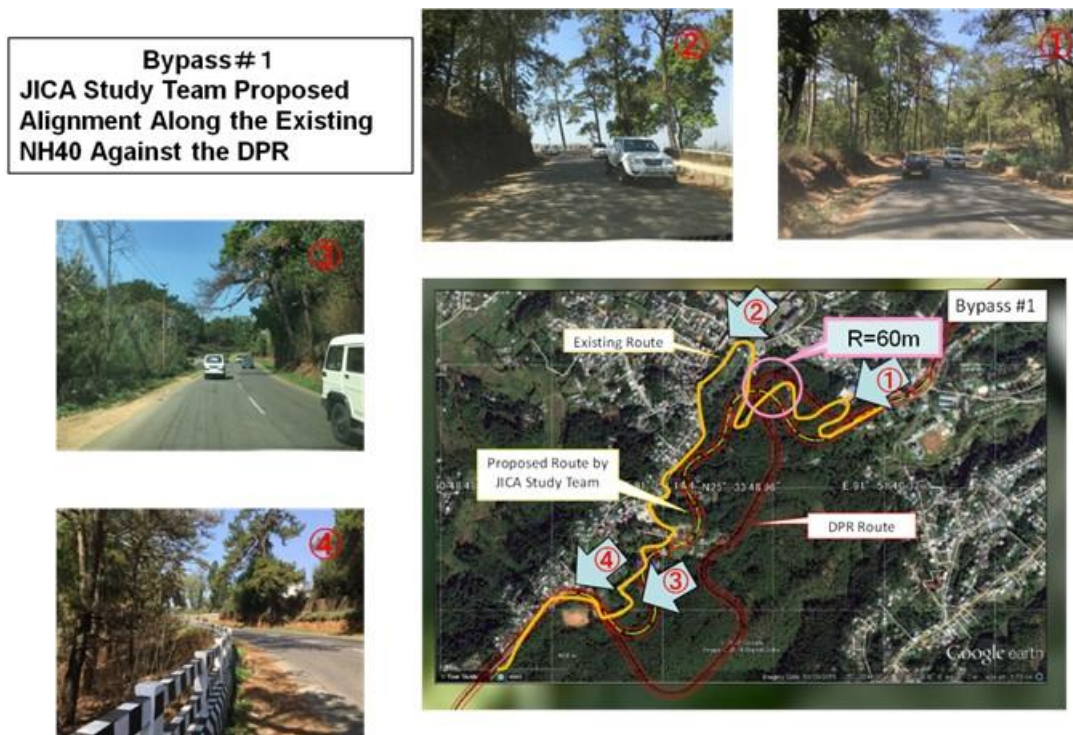 Bypass# 1
JICA Study Team Proposed
Alignment Along the Existing
NH40 Against the DPR
②
①
③
④
Bypass #1
②
Existing Route
R=60m
①
Proposed Route by
JICA Study Team
DPR Route
④
③
Google earth